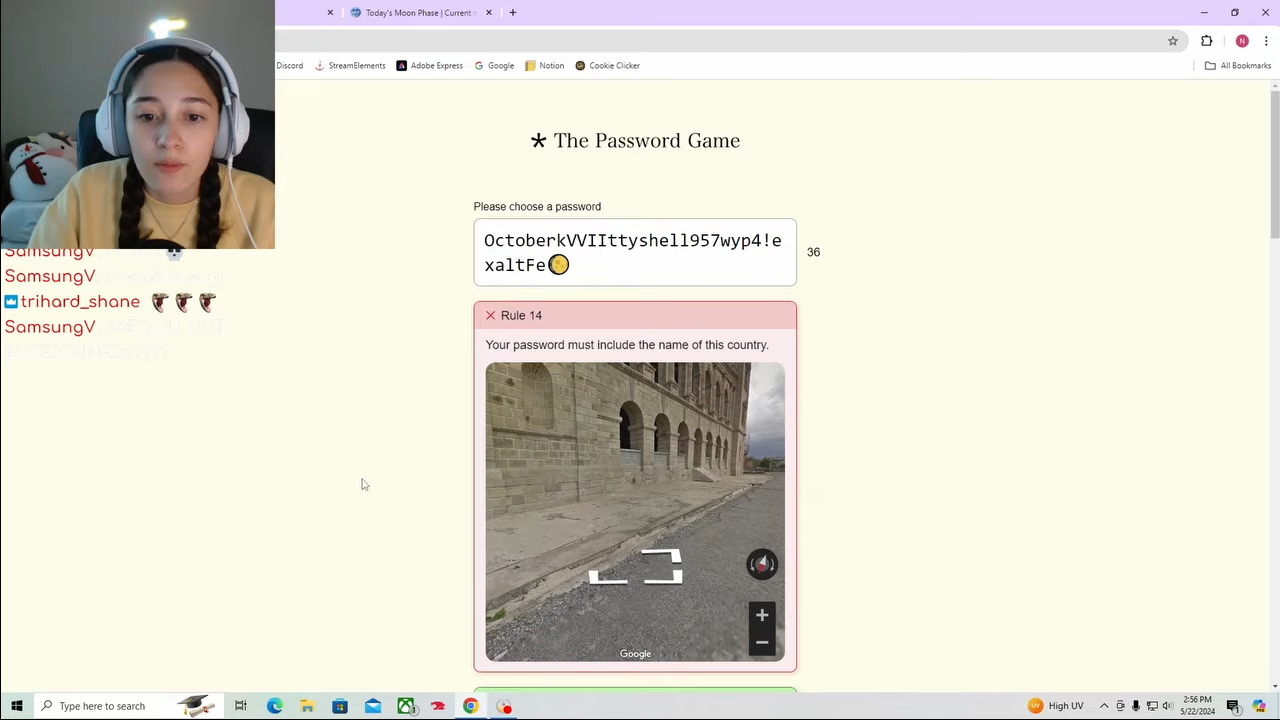 Today's Moon Phase | Current
Discord
StreamElements
Adobe Express
Google
Notion
Cookie Clicker
All Bookmarks
N
* The Password Game
Please choose a password
OctoberkVVIIttyshell957wyp4!e
xaltFe🌕
36
SamsungV
SamsungV
trihard_shane
SamsungV
× Rule 14
Your password must include the name of this country.
Google
Type here to search
High UV
2:56 PM
5/22/2024